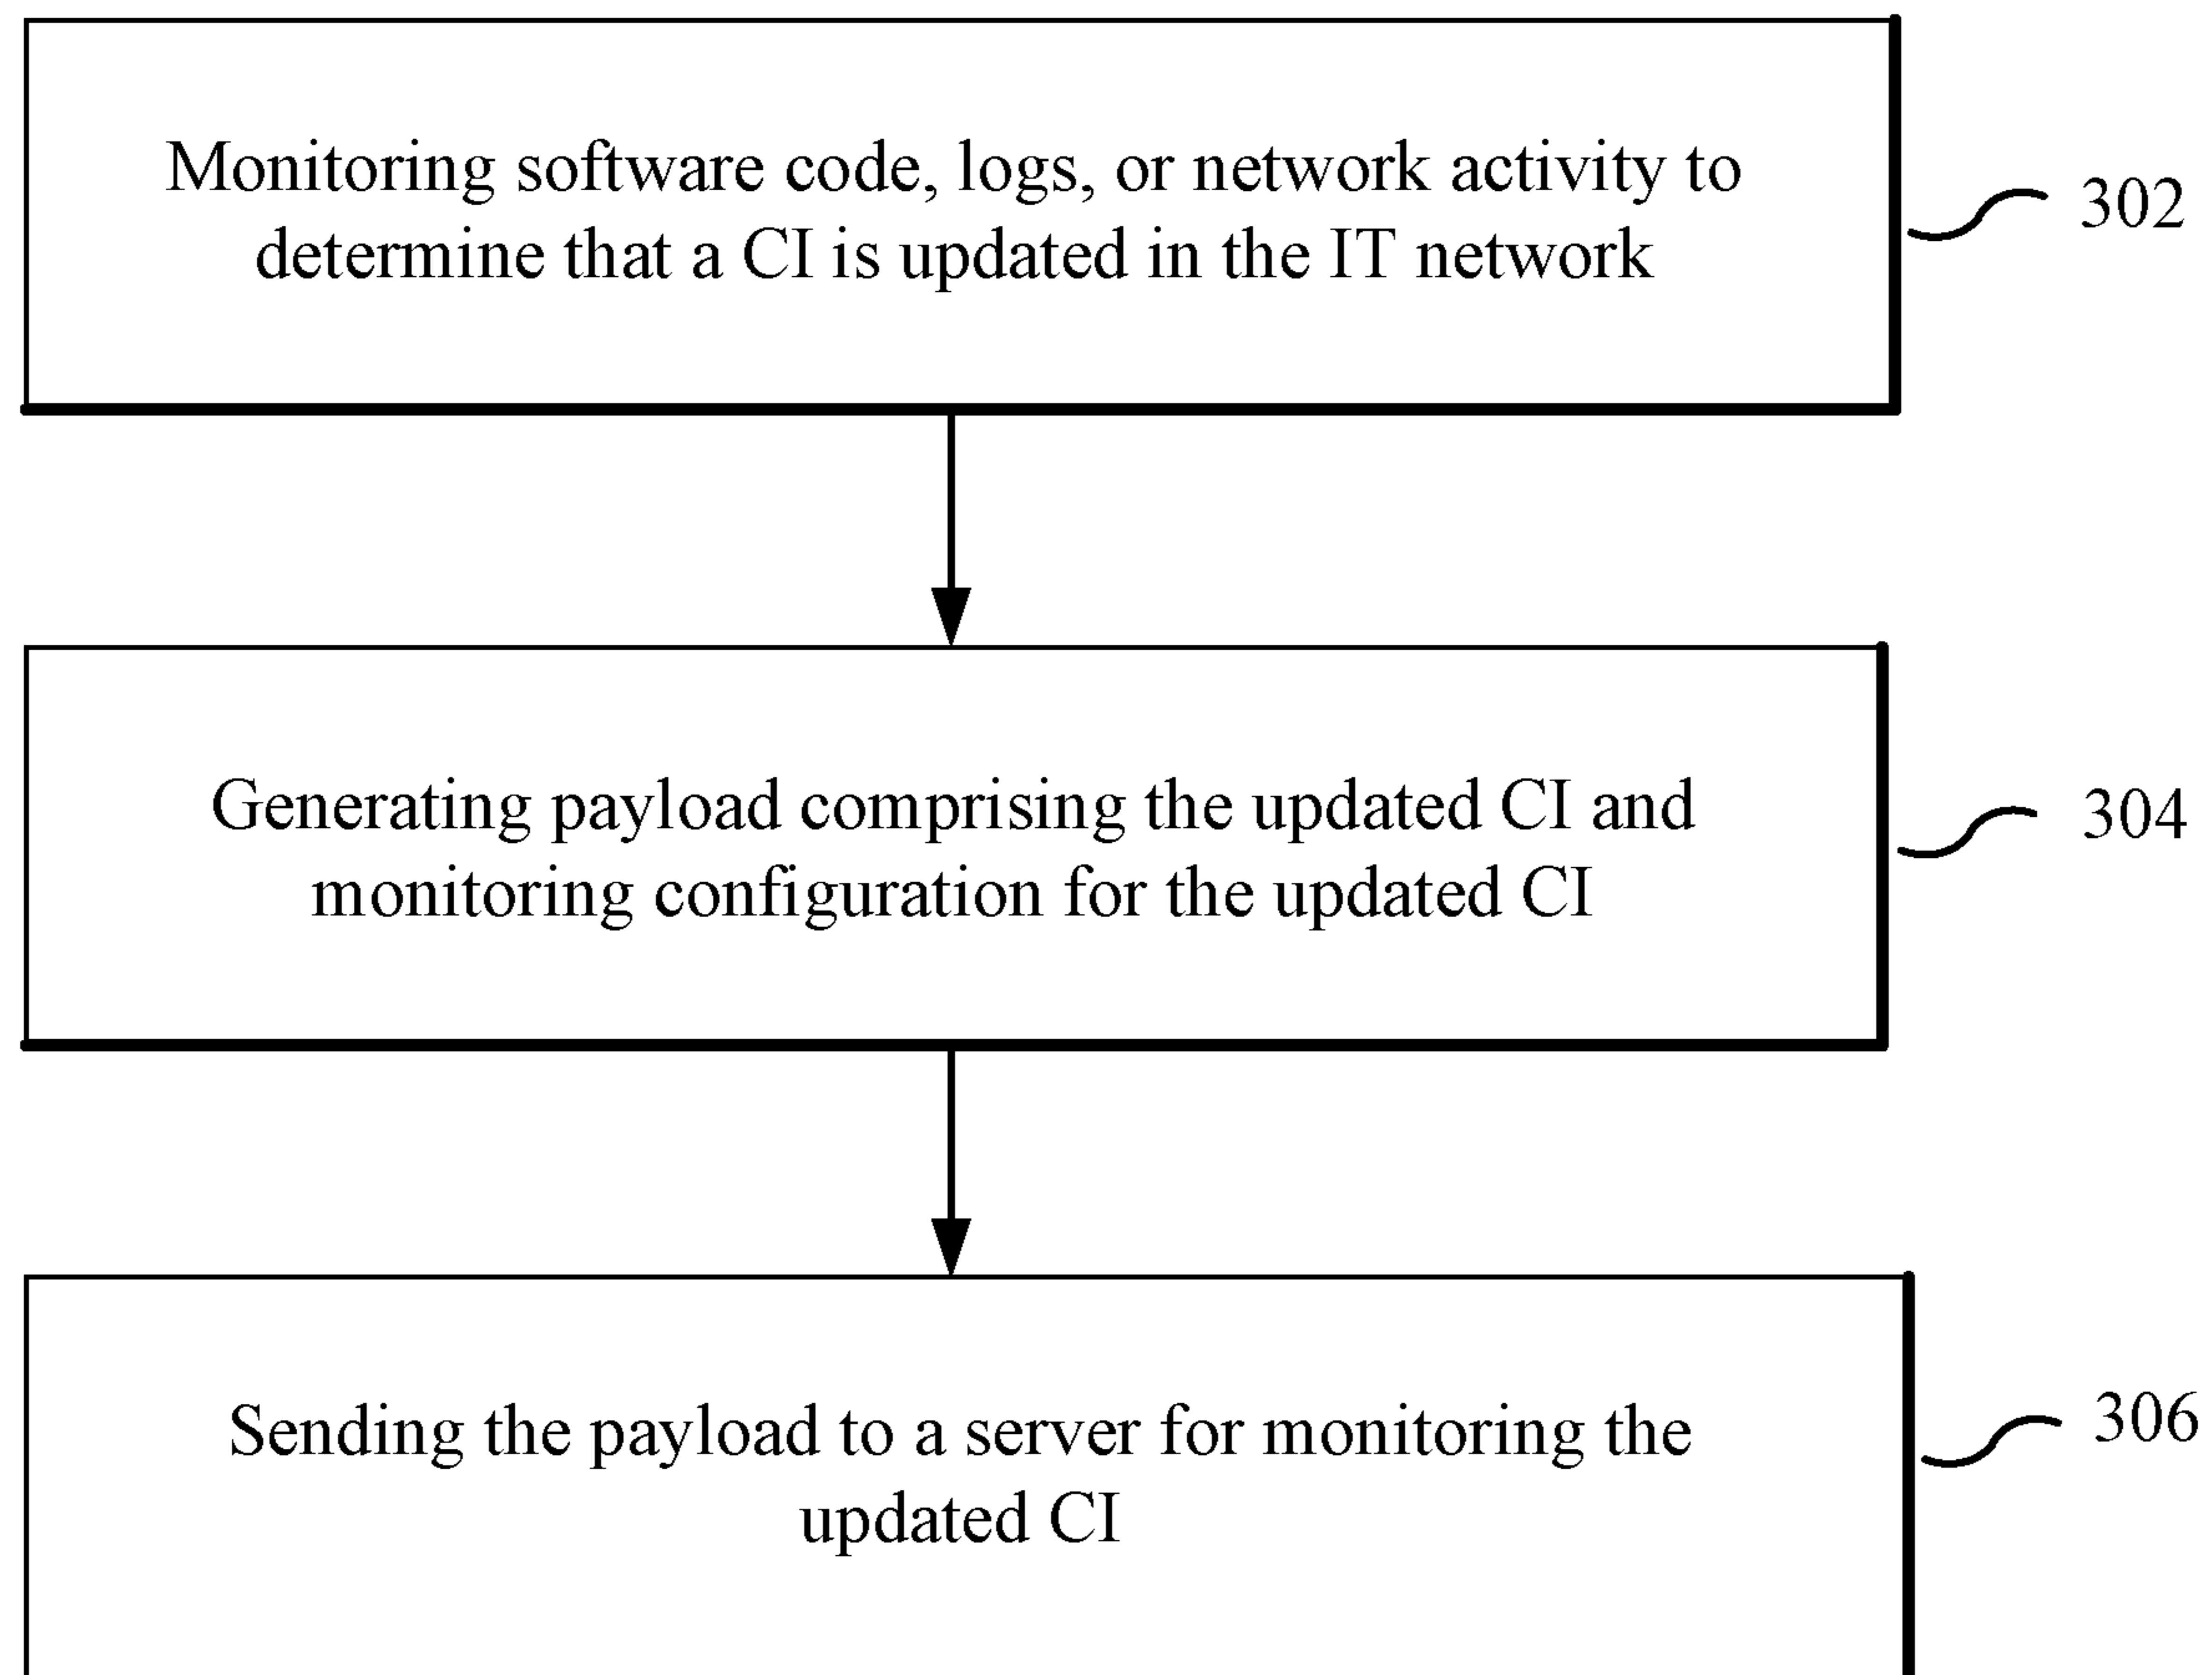 Monitoring software code, logs, or network activity to
determine that a CI is updated in the IT network
302
Generating payload comprising the updated CI and
monitoring configuration for the updated CI
304
Sending the payload to a server for monitoring the
updated CI
306